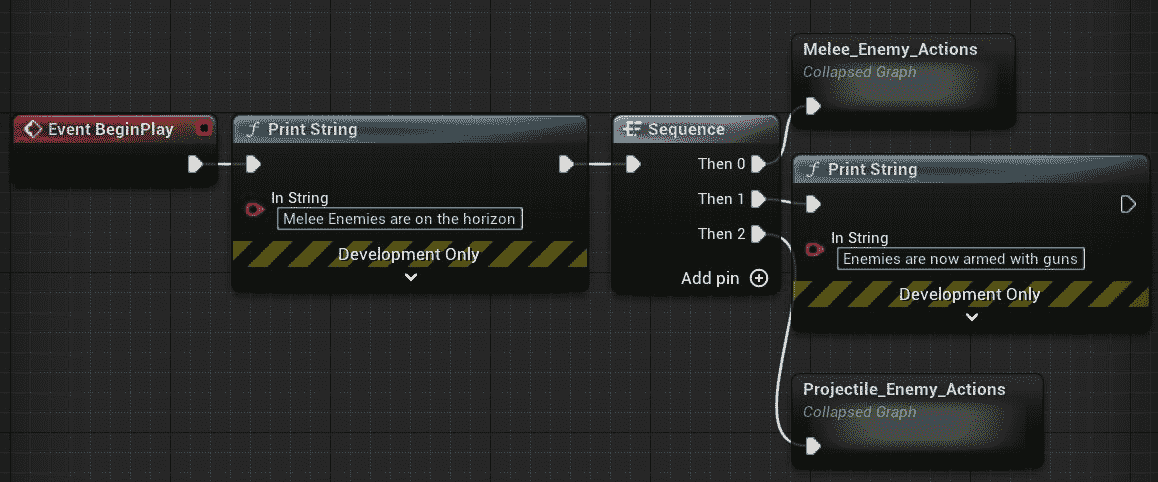 Event BeginPlay
f Print String
In String
Melee Enemies are on the horizon
Development Only
Sequence
Then 0
Then 1
Then 2
Add pin
Melee_Enemy_Actions
Collapsed Graph
f Print String
In String
Enemies are now armed with guns
Development Only
Projectile_Enemy_Actions
Collapsed Graph